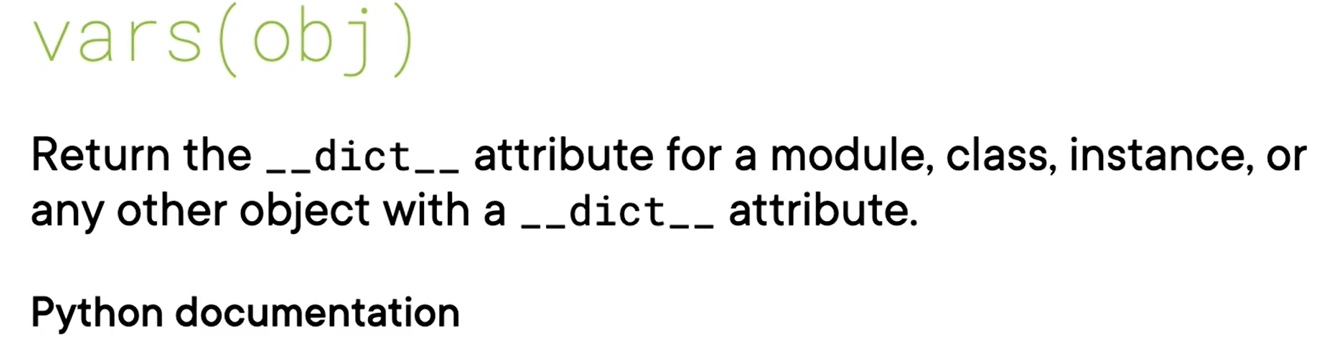 vars(obj)
Return the __dict__ attribute for a module, class, instance, or
any other object with a __dict__ attribute.
Python documentation